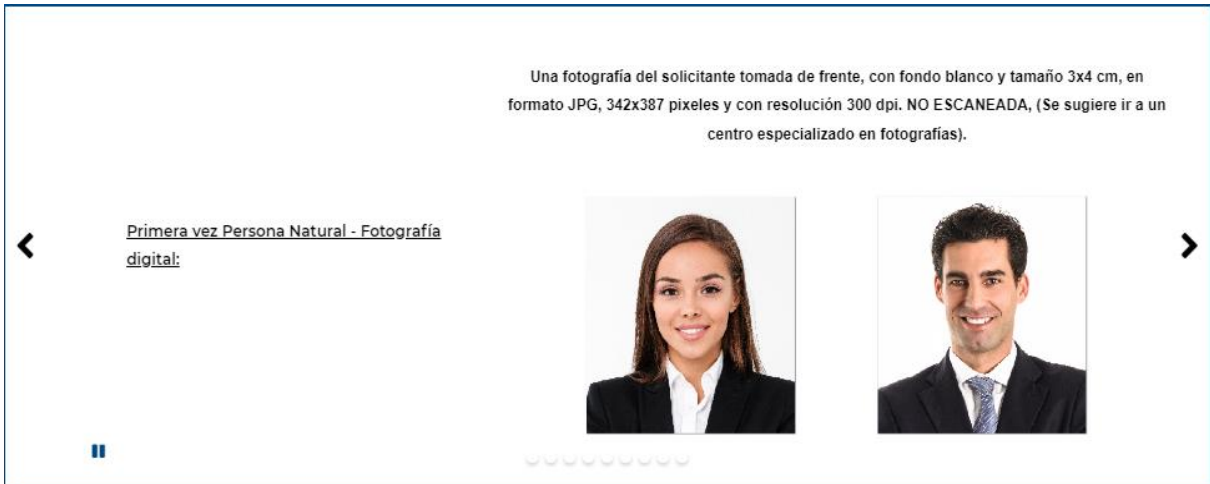 Una fotografía del solicitante tomada de frente, con fondo blanco y tamaño 3x4 cm, en
formato JPG, 342x387 pixeles y con resolución 300 dpi. NO ESCANEADA, (Se sugiere ir a un
centro especializado en fotografías).
Primera vez Persona Natural - Fotografía
digital: